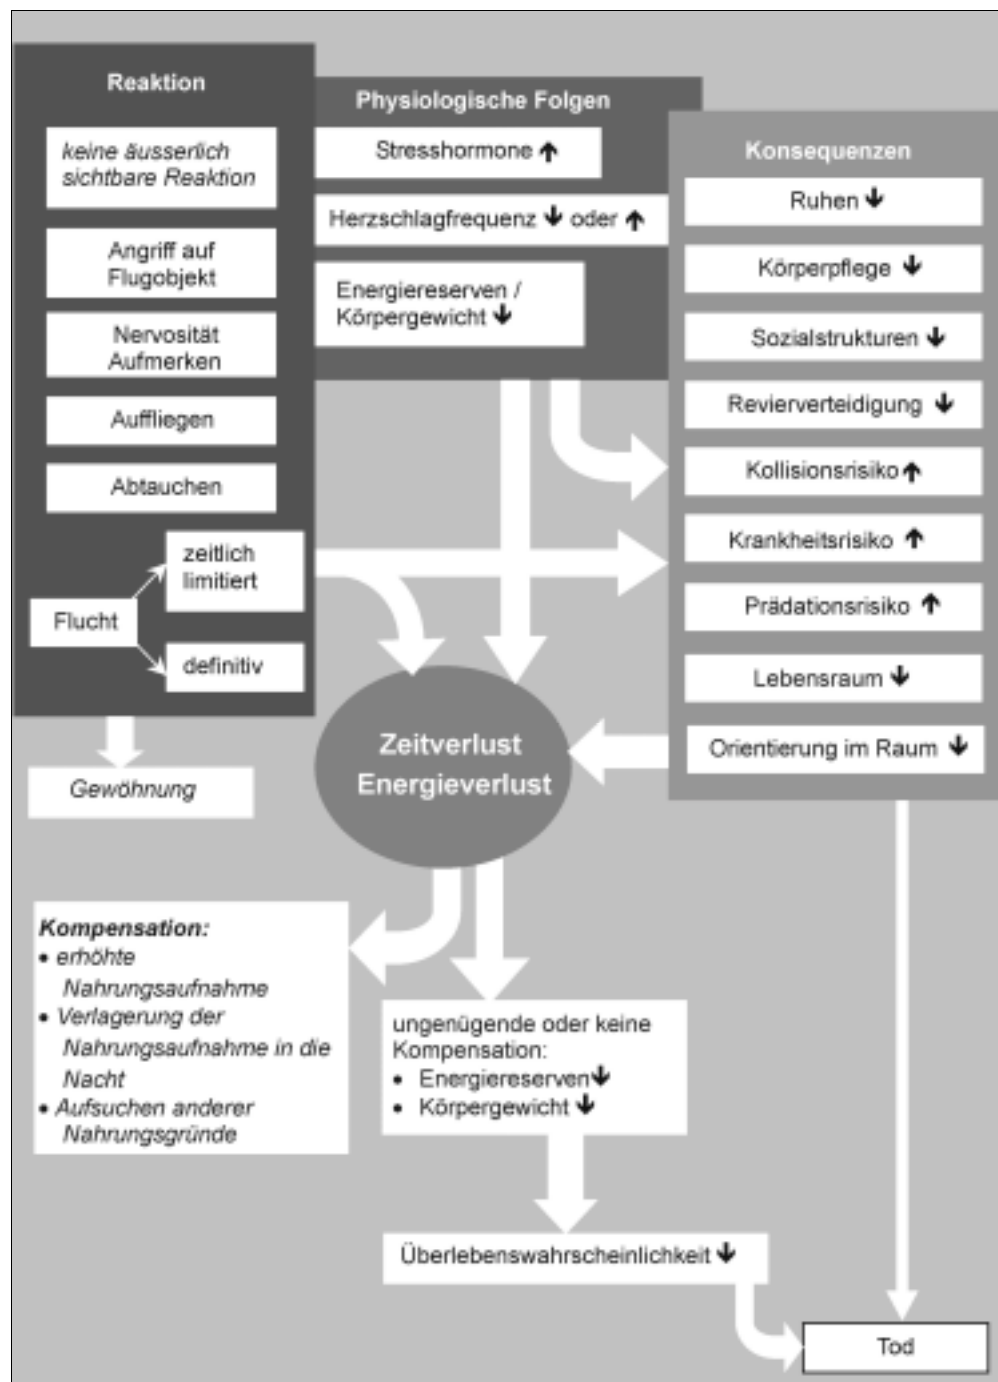 Reaktion
keine äusserlich
sichtbare Reaktion
Angriff auf
Flugobjekt
Nervosität
Aufmerken
Auffliegen
Abtauchen
Flucht
zeitlich
limitiert
definitiv
Gewöhnung
Physiologische Folgen
Stresshormone ↑
Herzschlagfrequenz ↓ oder ↑
Energiereserven /
Körpergewicht ↓
Konsequenzen
Ruhen ↓
Körperpflege ↓
Sozialstrukturen ↓
Revierverteidigung ↓
Kollisionsrisiko ↑
Krankheitsrisiko ↑
Prädationsrisiko ↑
Lebensraum ↓
Orientierung im Raum ↓
Zeitverlust
Energieverlust
Kompensation:
• erhöhte
Nahrungsaufnahme
• Verlagerung der
Nahrungsaufnahme in die
Nacht
• Aufsuchen anderer
Nahrungsgründe
ungenügende oder keine
Kompensation:
• Energiereserven ↓
• Körpergewicht ↓
Überlebenswahrscheinlichkeit ↓
Tod